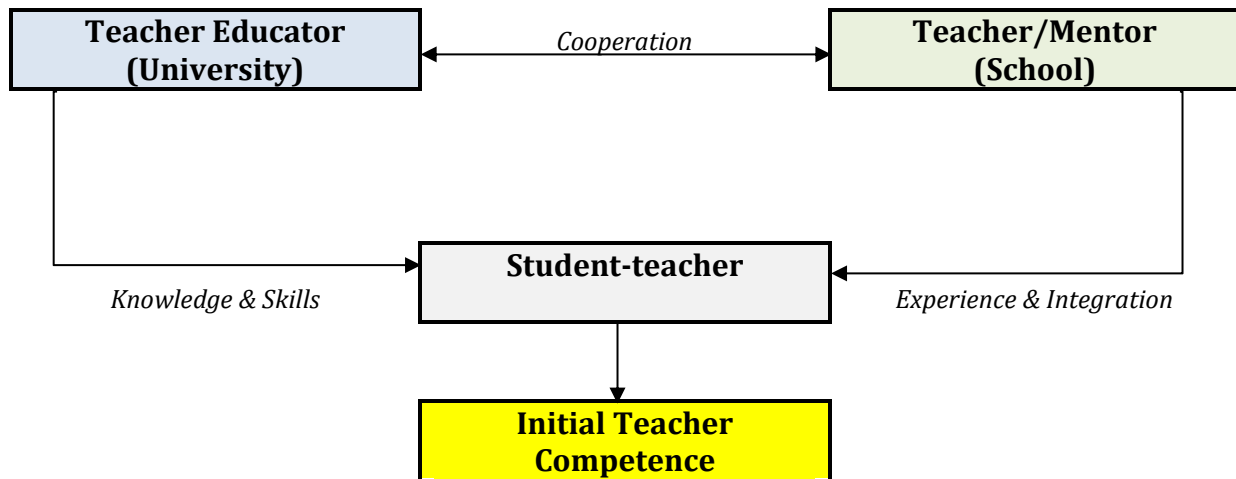 Teacher Educator
(University)
Cooperation
Teacher/Mentor
(School)
Student-teacher
Knowledge & Skills
Experience & Integration
Initial Teacher
Competence